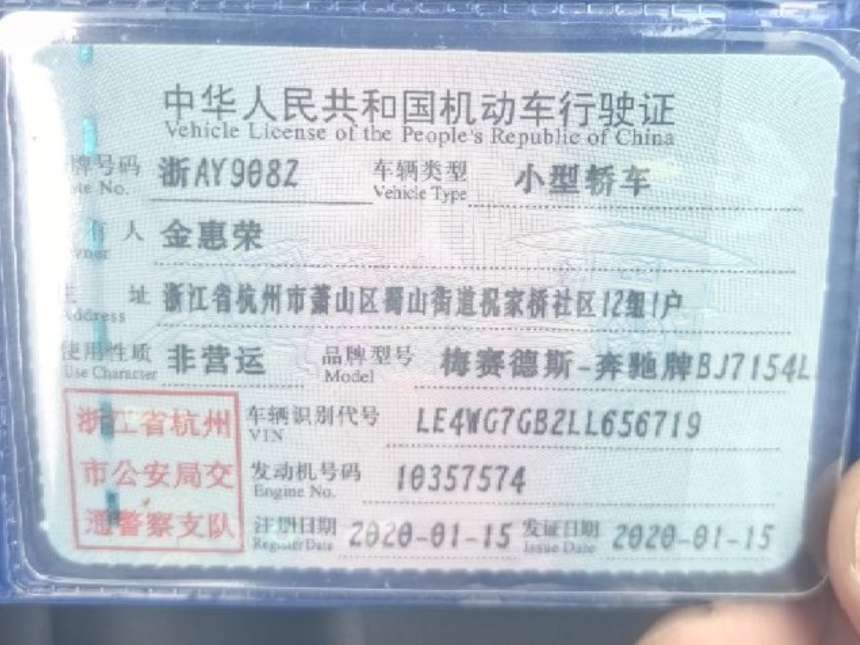 中华人民共和国机动车行驶证
Vehicle License of the People's Republic of China
牌号码 浙AY908Z 车辆类型 小型轿车
Plate No. Vehicle Type
有人 金惠荣
Owner
址 浙江省杭州市萧山区蜀山街道祝家桥社区12组1户
Address
使用性质 非营运 品牌型号 梅赛德斯-奔驰牌BJ7154L
Use Character Model
浙江省杭州 车辆识别代号 LE4WG7GB2LL656719
VIN
市公安局交 发动机号码 10357574
Engine No.
通警察支队 注册日期 2020-01-15 发证日期 2020-01-15
Register Date Issue Date